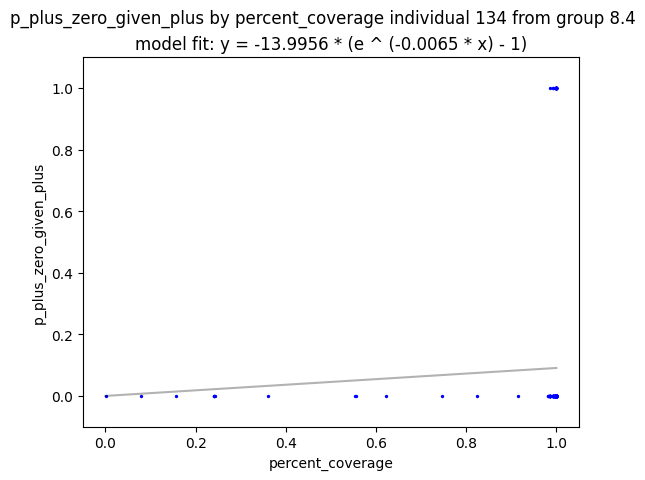 p_plus_zero_given_plus by percent_coverage individual 134 from group 8.4
model fit: y = -13.9956 * (e ^ (-0.0065 * x) - 1)
1.0
0.8
0.6
0.4
0.2
0.0
p_plus_zero_given_plus
0.0 0.2 0.4 0.6 0.8 1.0
percent_coverage